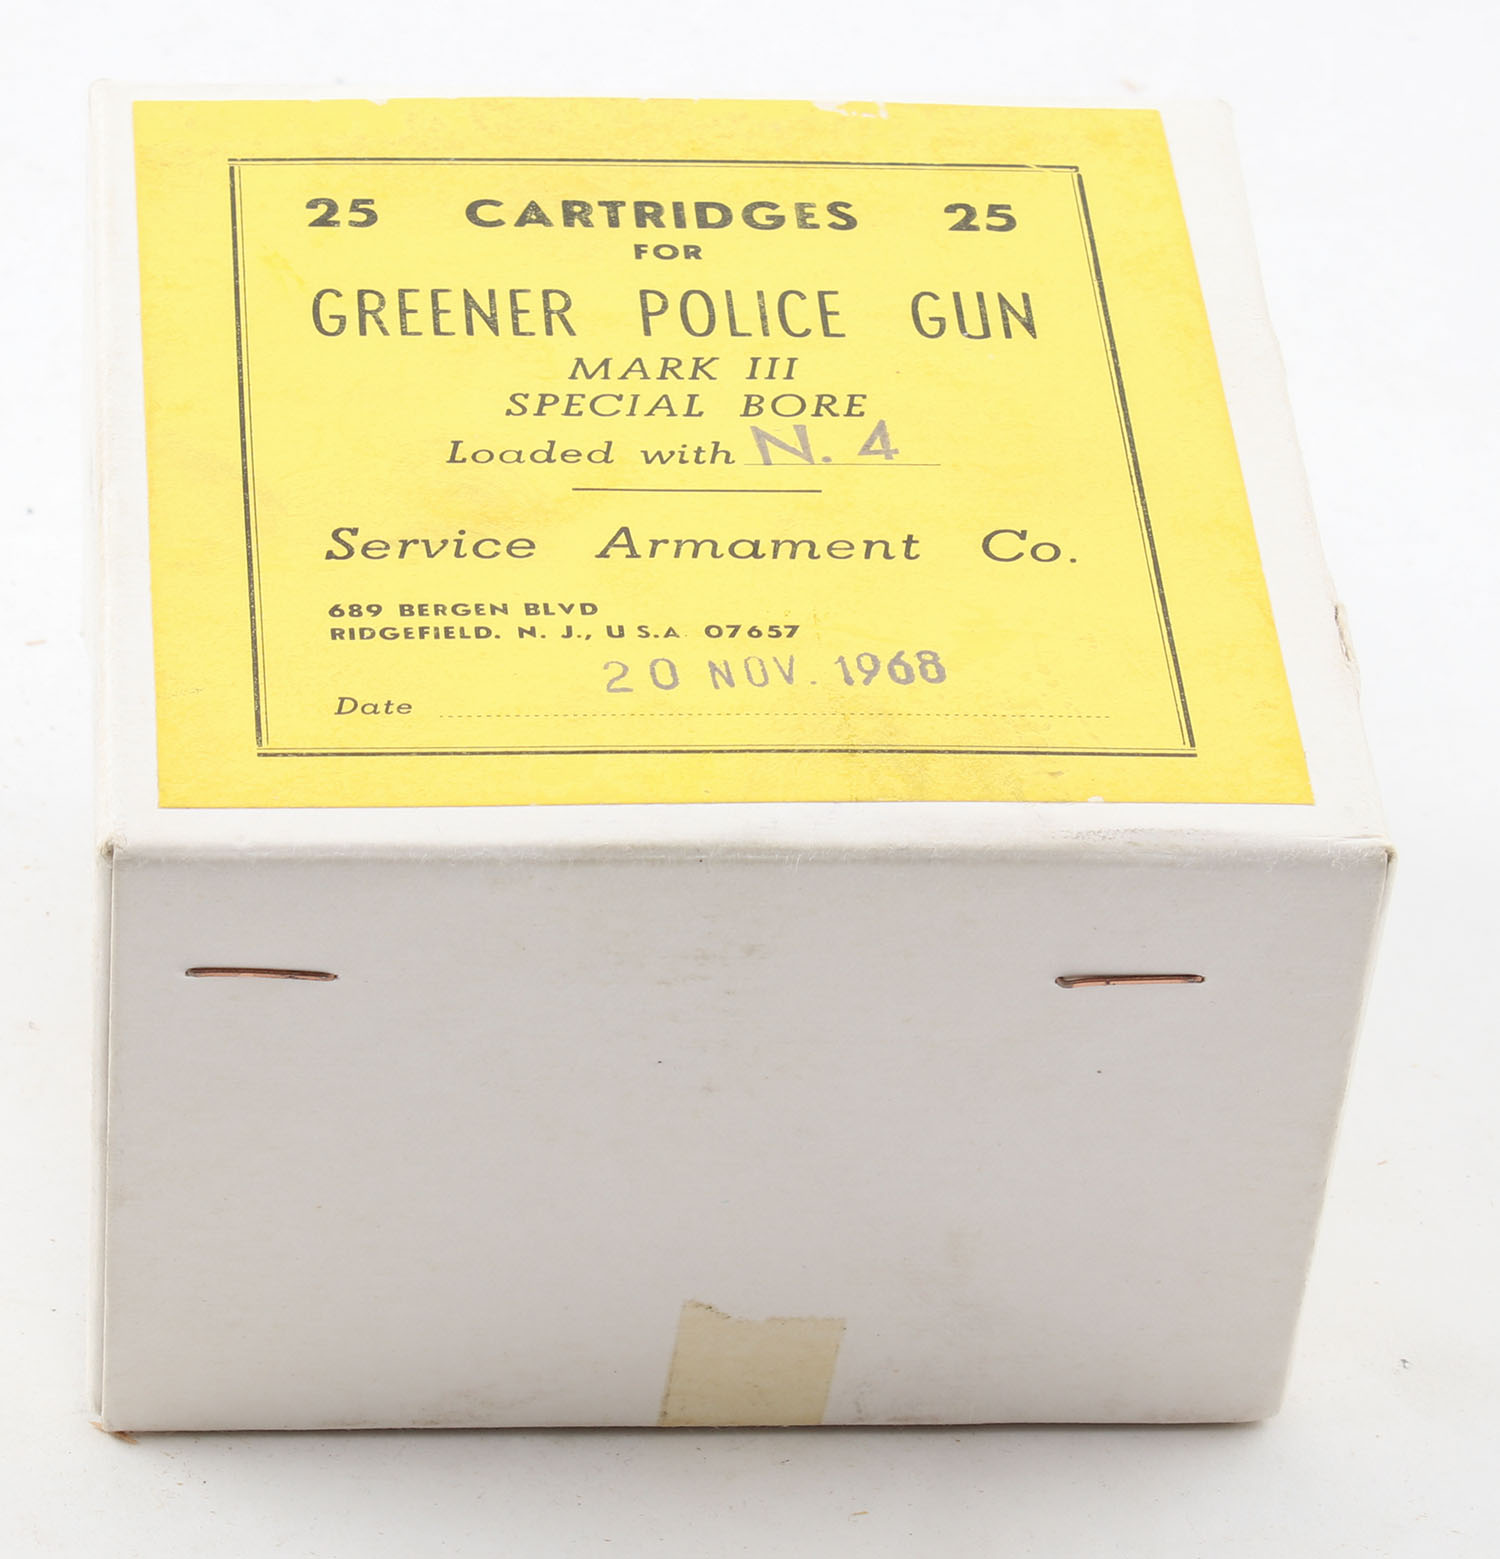 25 CARTRIDGES 25
FOR
GREENER POLICE GUN
MARK III
SPECIAL BORE
Loaded with N. 4
Service Armament Co.
689 BERGEN BLVD
RIDGEFIELD. N. J., U S.A. 07657
20 NOV. 1968
Date